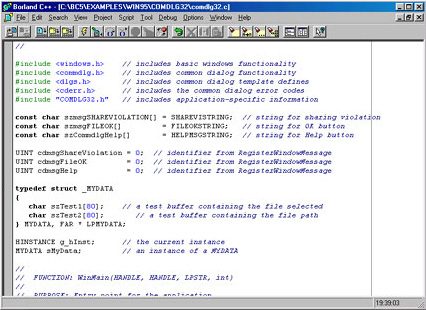 Borland C++ - [C:\BC5\EXAMPLES\WIN95\COMDLG32\comdlg32.c]
File Edit Search View Project Script Tool Debug Options Window Help
//
#include <windows.h> // includes basic windows functionality
#include <commdlg.h> // includes common dialog functionality
#include <dlgs.h> // includes common dialog template defines
#include <cderr.h> // includes the common dialog error codes
#include "COMDLG32.h" // includes application-specific information
const char szmsgSHAREVIOLATION[] = SHAREVISTRING; // string for sharing violation
const char szmsgFILEOK[] = FILEOKSTRING; // string for OK button
const char szCommdlgHelp[] = HELPMSGSTRING; // string for Help button
UINT cdmsgShareViolation = 0; // identifier from RegisterWindowMessage
UINT cdmsgFileOK = 0; // identifier from RegisterWindowMessage
UINT cdmsgHelp = 0; // identifier from RegisterWindowMessage
typedef struct _MYDATA
{
char szTest1[80]; // a test buffer containing the file selected
char szTest2[80]; // a test buffer containing the file path
} MYDATA, FAR * LPMYDATA;
HINSTANCE g_hInst; // the current instance
MYDATA sMyData; // an instance of a MYDATA
//
// FUNCTION: WinMain(HANDLE, HANDLE, LPSTR, int)
//
// PURPOSE: Entry point for the application
19:39:03